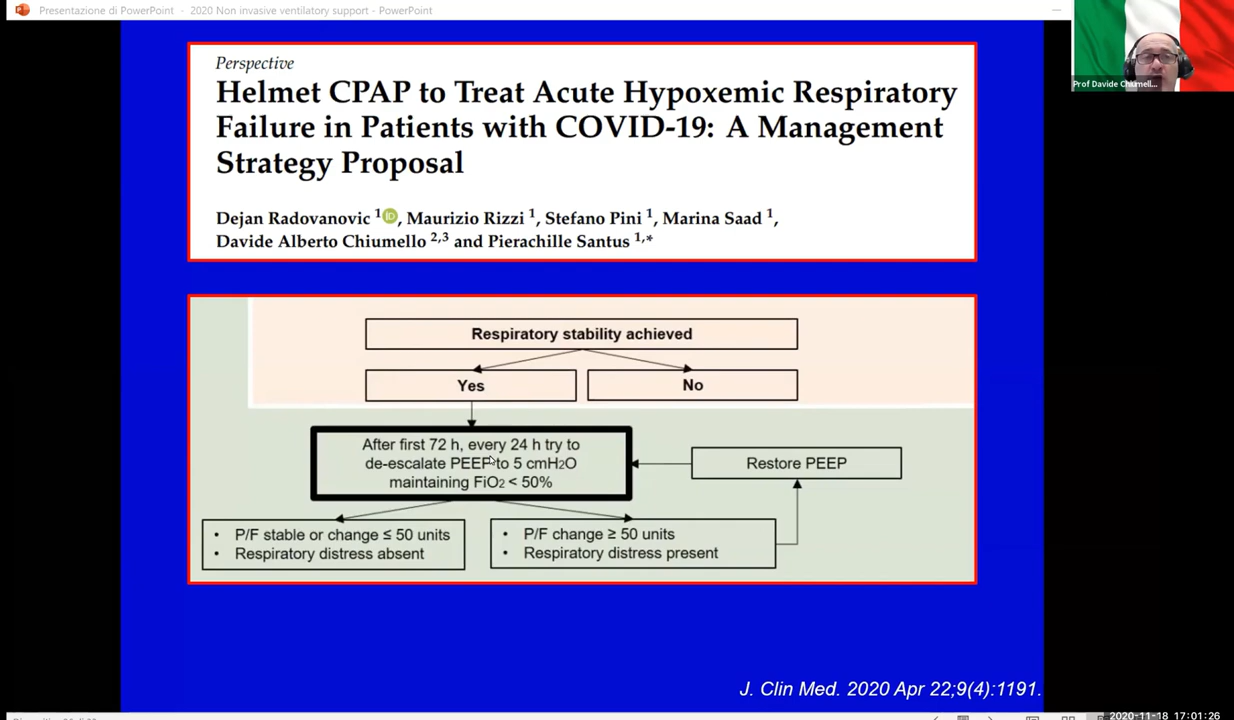 Presentazione di PowerPoint - 2020 Non invasive ventilatory support - PowerPoint
Prof Davide Chiumell...
Perspective
Helmet CPAP to Treat Acute Hypoxemic Respiratory
Failure in Patients with COVID-19: A Management
Strategy Proposal
Dejan Radovanovic 1 iD, Maurizio Rizzi 1, Stefano Pini 1, Marina Saad 1,
Davide Alberto Chiumello 2,3 and Pierachille Santus 1,*
Respiratory stability achieved
Yes
No
After first 72 h, every 24 h try to
de-escalate PEEP to 5 cmH2O
maintaining FiO2 < 50%
Restore PEEP
• P/F stable or change ≤ 50 units
• Respiratory distress absent
• P/F change ≥ 50 units
• Respiratory distress present
J. Clin Med. 2020 Apr 22;9(4):1191.
2020-11-18 17:01:26